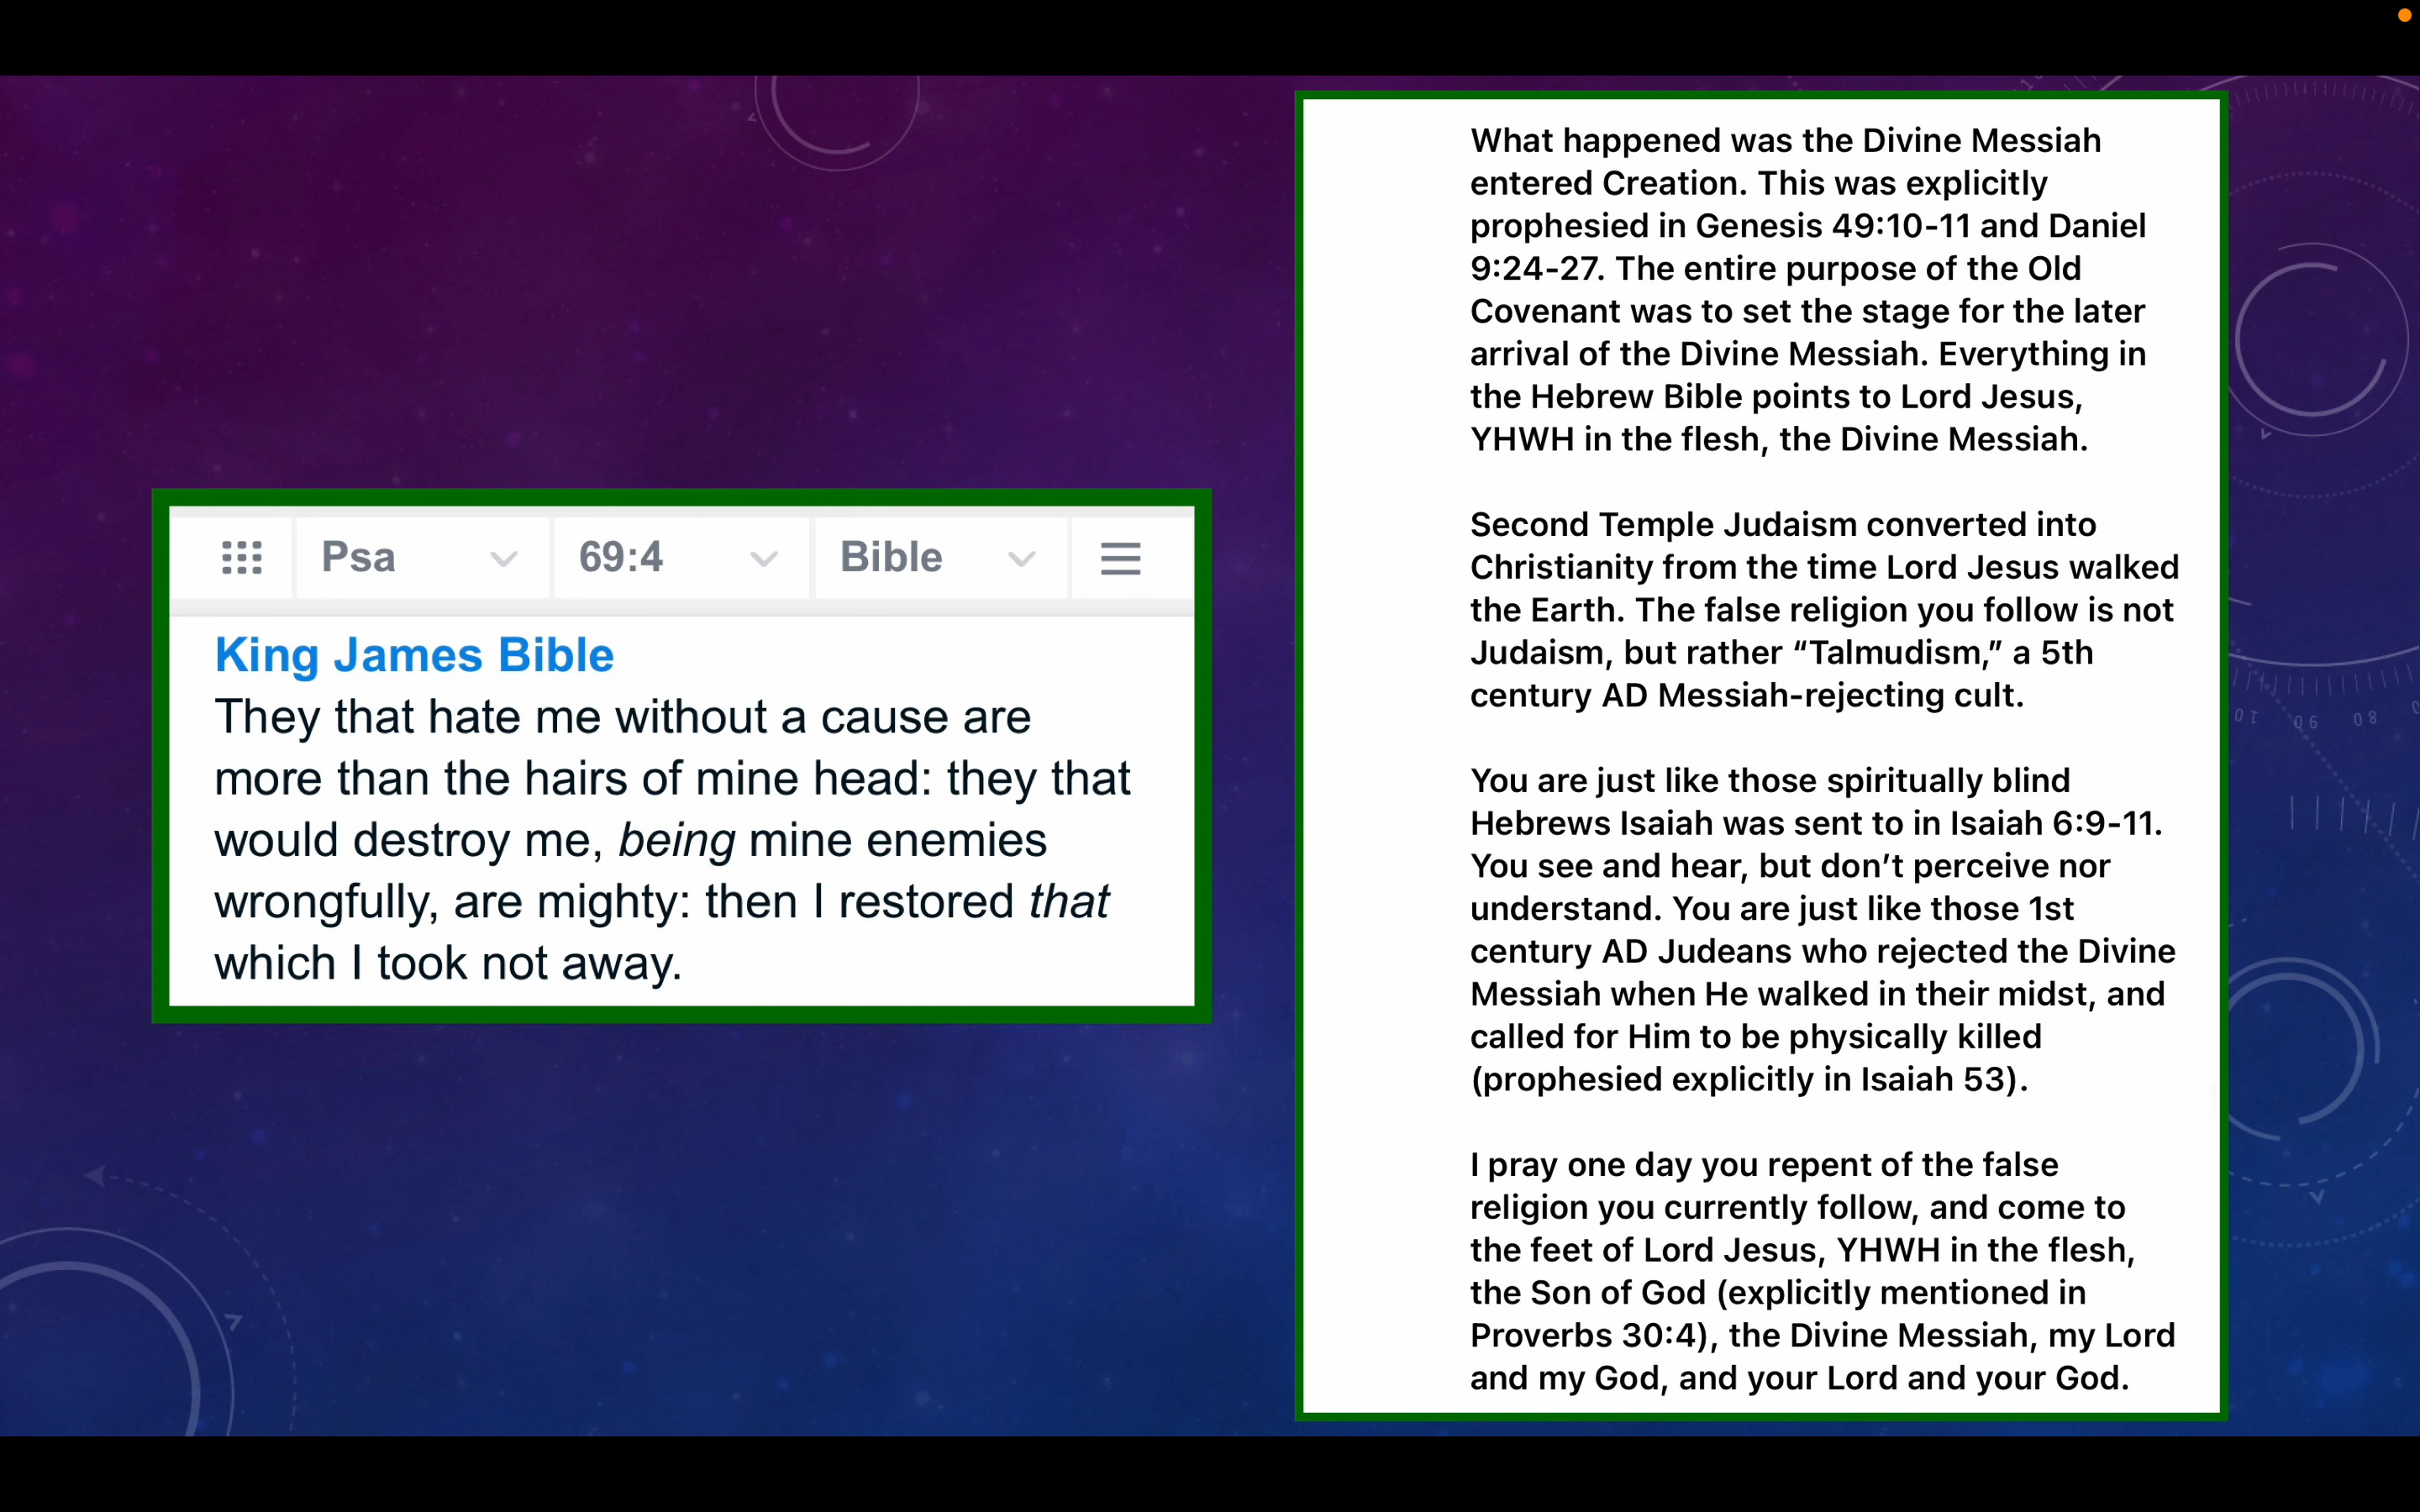 Psa
69:4
Bible
King James Bible
They that hate me without a cause are
more than the hairs of mine head: they that
would destroy me, being mine enemies
wrongfully, are mighty: then I restored that
which I took not away.
What happened was the Divine Messiah
entered Creation. This was explicitly
prophesied in Genesis 49:10-11 and Daniel
9:24-27. The entire purpose of the Old
Covenant was to set the stage for the later
arrival of the Divine Messiah. Everything in
the Hebrew Bible points to Lord Jesus,
YHWH in the flesh, the Divine Messiah.
Second Temple Judaism converted into
Christianity from the time Lord Jesus walked
the Earth. The false religion you follow is not
Judaism, but rather “Talmudism,” a 5th
century AD Messiah-rejecting cult.
You are just like those spiritually blind
Hebrews Isaiah was sent to in Isaiah 6:9-11.
You see and hear, but don’t perceive nor
understand. You are just like those 1st
century AD Judeans who rejected the Divine
Messiah when He walked in their midst, and
called for Him to be physically killed
(prophesied explicitly in Isaiah 53).
I pray one day you repent of the false
religion you currently follow, and come to
the feet of Lord Jesus, YHWH in the flesh,
the Son of God (explicitly mentioned in
Proverbs 30:4), the Divine Messiah, my Lord
and my God, and your Lord and your God.